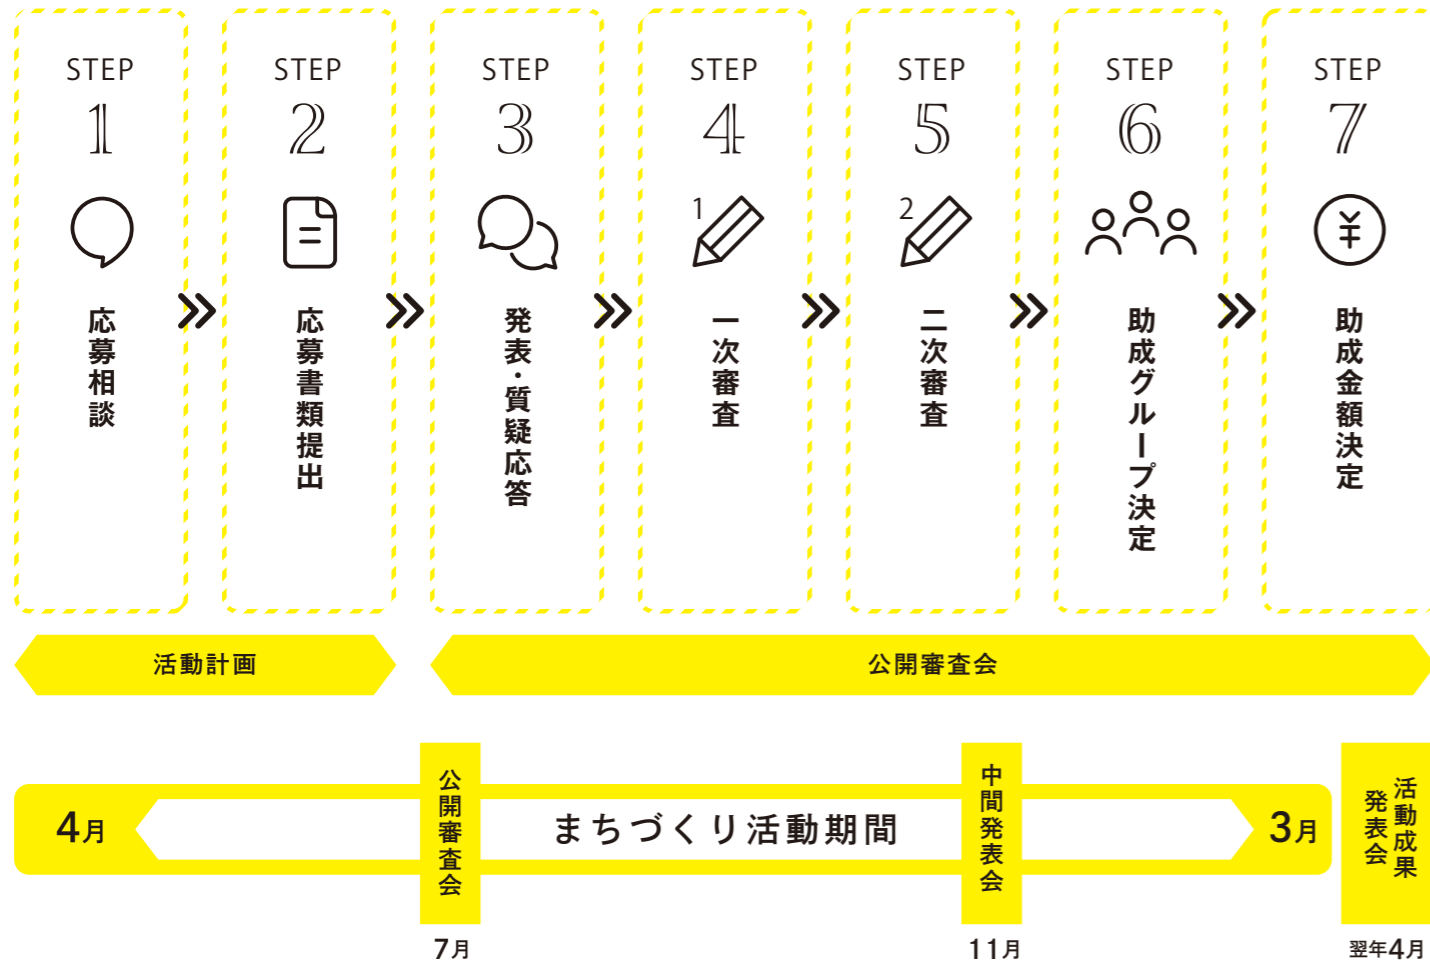 STEP
1
応募相談
STEP
2
応募書類提出
STEP
3
発表・質疑応答
STEP
4
1
一次審査
STEP
5
2
二次審査
STEP
6
助成グループ決定
STEP
7
¥
助成金額決定
活動計画
公開審査会
4月
公開審査会
7月
まちづくり活動期間
中間発表会
11月
3月
活動成果
発表会
翌年4月